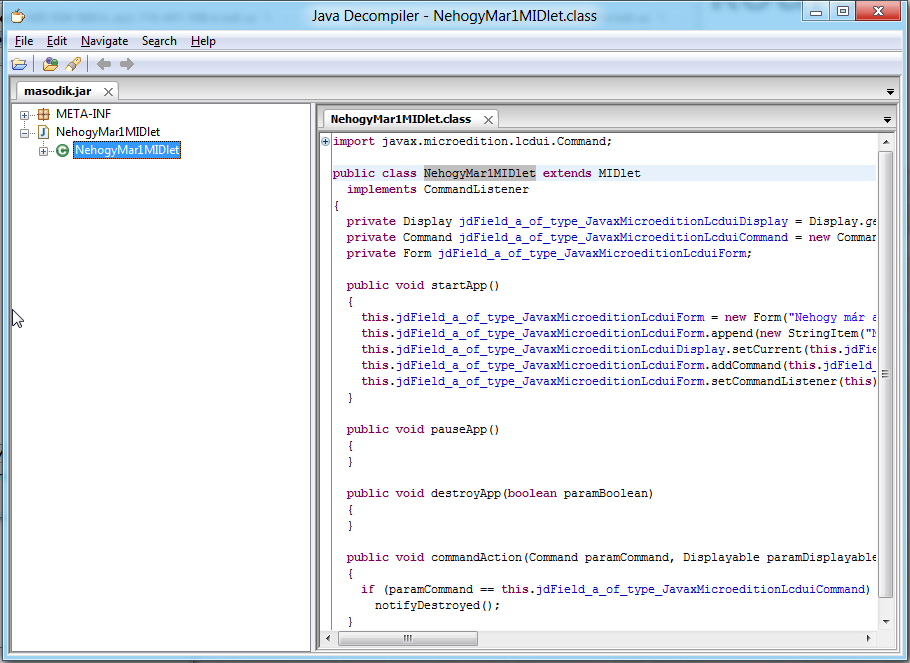 Java Decompiler - NehogyMar1MIDlet.class
File Edit Navigate Search Help
masodik.jar
META-INF
NehogyMar1MIDlet
NehogyMar1MIDlet
NehogyMar1MIDlet.class
import javax.microedition.lcdui.Command;
public class NehogyMar1MIDlet extends MIDlet
implements CommandListener
{
private Display jdField_a_of_type_JavaxMicroeditionLcduiDisplay = Display.ge
private Command jdField_a_of_type_JavaxMicroeditionLcduiCommand = new Comman
private Form jdField_a_of_type_JavaxMicroeditionLcduiForm;
public void startApp()
{
this.jdField_a_of_type_JavaxMicroeditionLcduiForm = new Form("Nehogy már a
this.jdField_a_of_type_JavaxMicroeditionLcduiForm.append(new StringItem("N
this.jdField_a_of_type_JavaxMicroeditionLcduiDisplay.setCurrent(this.jdFie
this.jdField_a_of_type_JavaxMicroeditionLcduiForm.addCommand(this.jdField_
this.jdField_a_of_type_JavaxMicroeditionLcduiForm.setCommandListener(this)
}
public void pauseApp()
{
}
public void destroyApp(boolean paramBoolean)
{
}
public void commandAction(Command paramCommand, Displayable paramDisplayable
{
if (paramCommand == this.jdField_a_of_type_JavaxMicroeditionLcduiCommand)
notifyDestroyed();
}